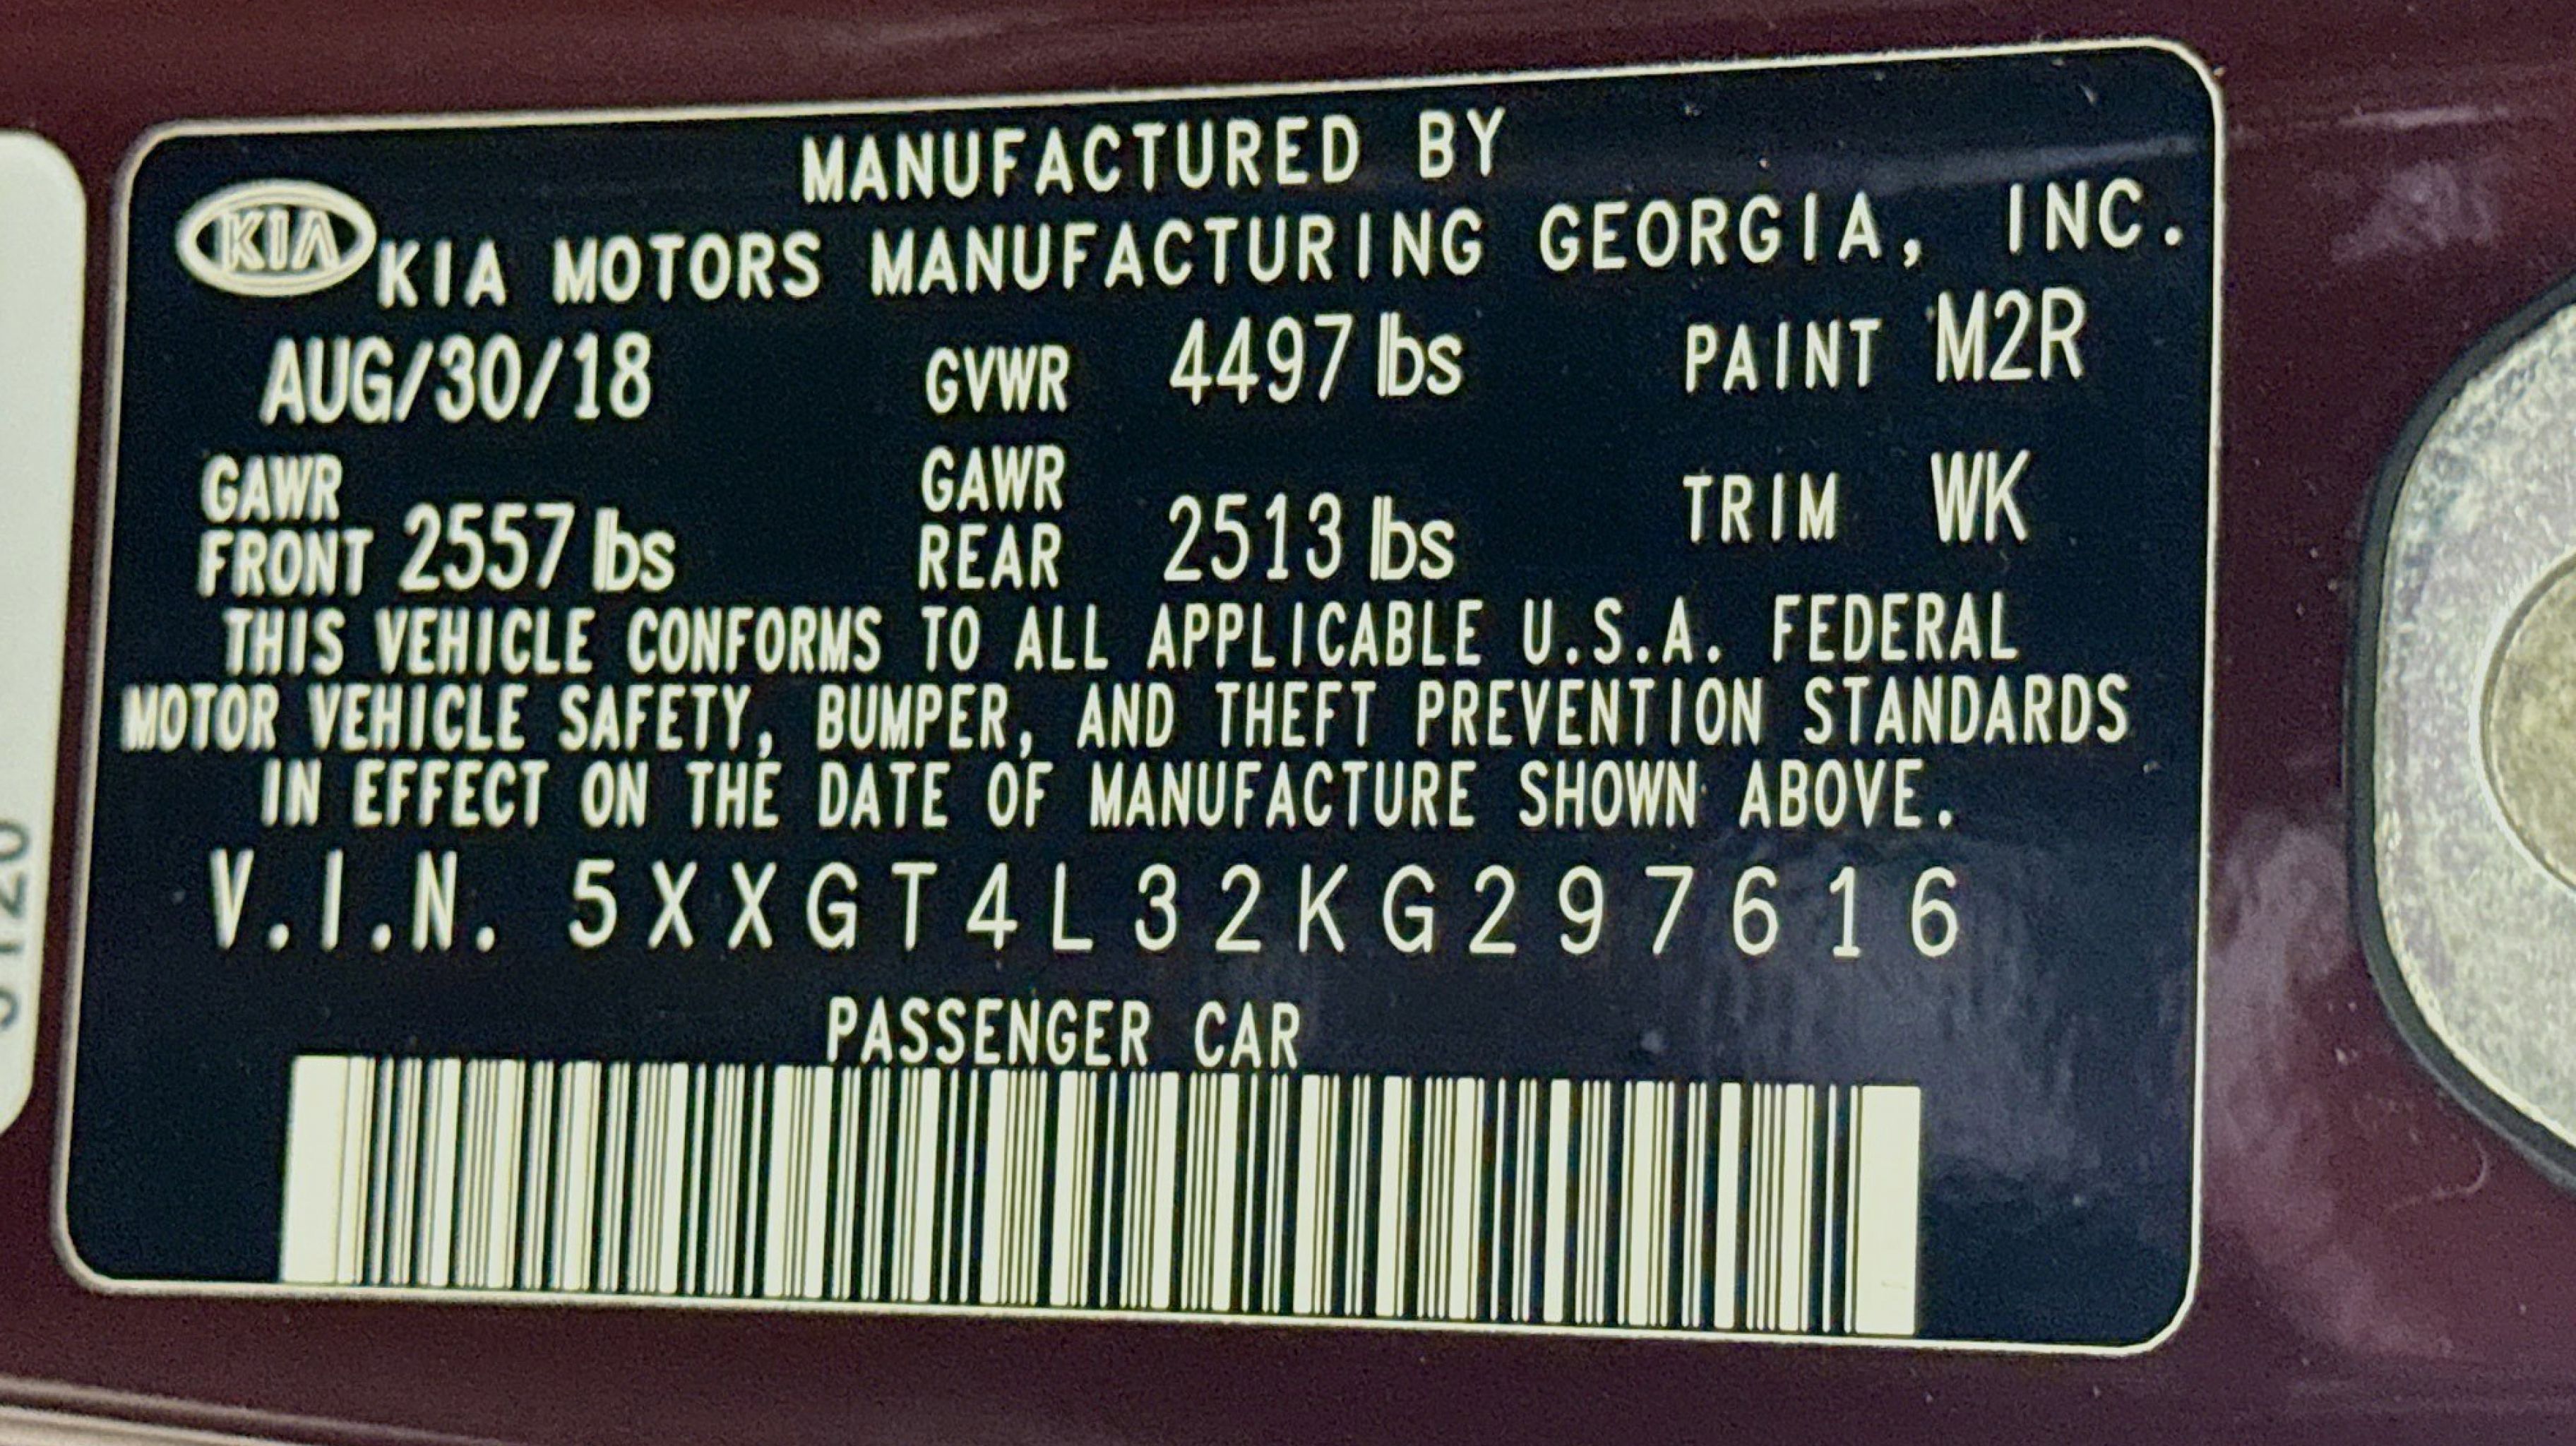 MANUFACTURED BY
KIA KIA MOTORS MANUFACTURING GEORGIA, INC.
AUG/30/18 GVWR 4497 lbs PAINT M2R
GAWR FRONT 2557 lbs GAWR REAR 2513 lbs TRIM WK
THIS VEHICLE CONFORMS TO ALL APPLICABLE U.S.A. FEDERAL
MOTOR VEHICLE SAFETY, BUMPER, AND THEFT PREVENTION STANDARDS
IN EFFECT ON THE DATE OF MANUFACTURE SHOWN ABOVE.
V.I.N. 5XXGT4L32KG297616
PASSENGER CAR